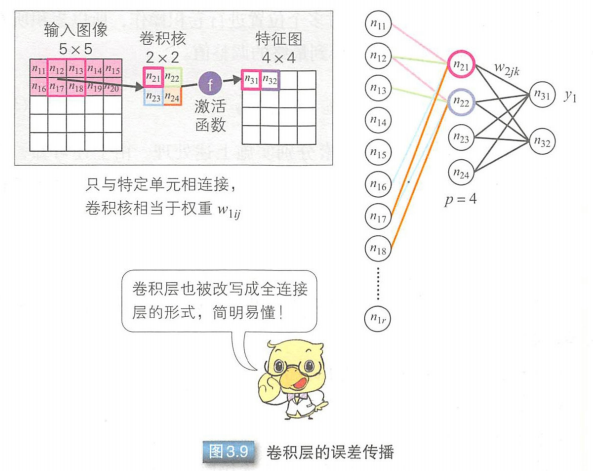 输入图像
5×5
卷积核
2×2
特征图
4×4
n11 n12 n13 n14 n15
n16 n17 n18 n19 n20
n21 n22
n23 n24
f
激活
函数
n31 n32
只与特定单元相连接，
卷积核相当于权重 w1ij
n11
n12
n13
n14
n15
n16
n17
n18
n1r
n21
n22
n23
n24
p=4
w2jk
n31
n32
y1
卷积层也被改写成全连接
层的形式，简明易懂！
图3.9 卷积层的误差传播